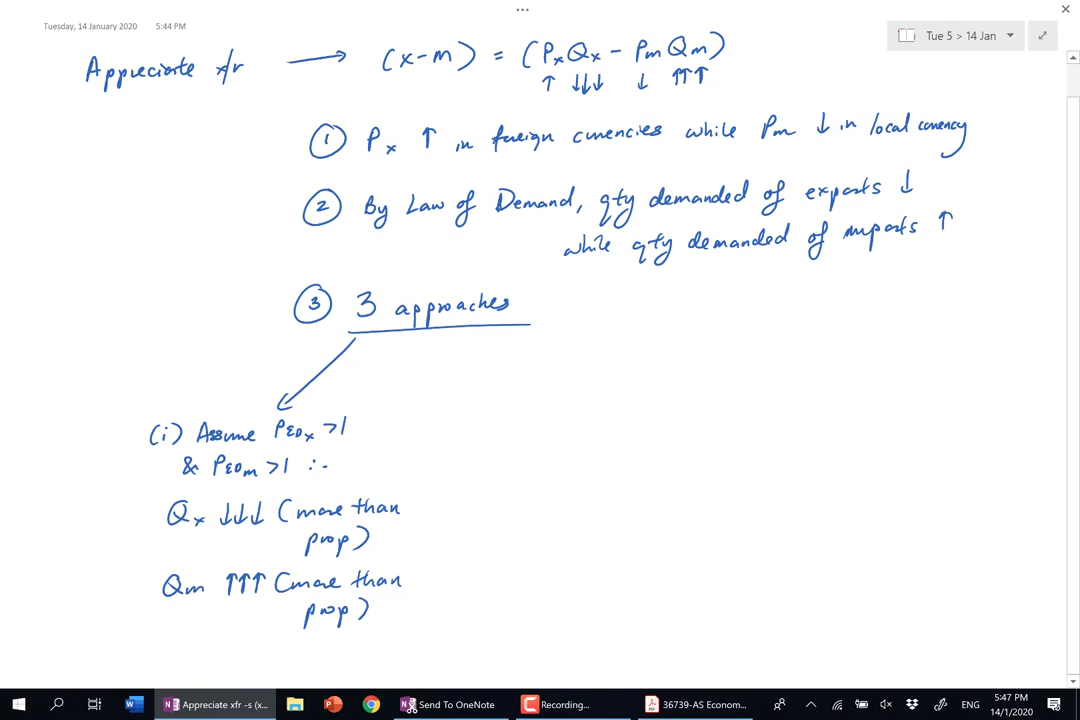 Tuesday, 14 January 2020 5:44 PM
Tue 5 > 14 Jan
Appreciate xfr → (x-m) = (PxQx - PmQm)
↑ ↓↓↓ ↓ ↑↑↑
① Px ↑ in foreign currencies while Pm ↓ in local currency
② By Law of Demand, qty demanded of exports ↓
while qty demanded of imports ↑
③ 3 approaches
(i) Assume PEDx >1
& PEDm >1 ∴
Qx ↓↓↓ (more than
prop)
Qm ↑↑↑ (more than
prop)
Appreciate xfr -s (x...
Send To OneNote
Recording...
36739-AS Econom...
ENG
5:47 PM
14/1/2020